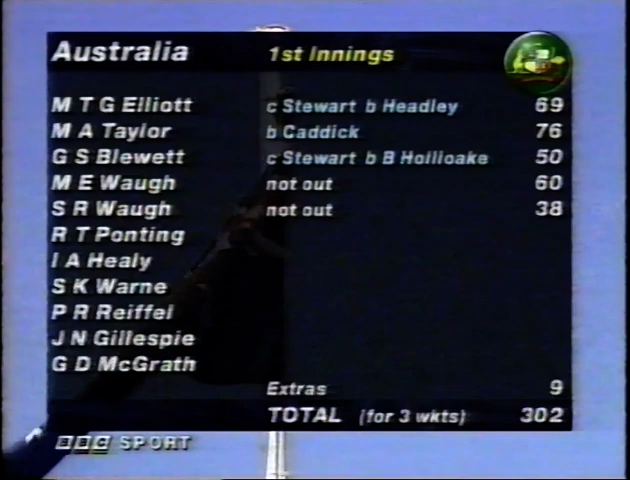 Australia 1st Innings
M T G Elliott c Stewart b Headley 69
M A Taylor b Caddick 76
G S Blewett c Stewart b B Hollioake 50
M E Waugh not out 60
S R Waugh not out 38
R T Ponting
I A Healy
S K Warne
P R Reiffel
J N Gillespie
G D McGrath
Extras 9
TOTAL (for 3 wkts) 302
BBC SPORT